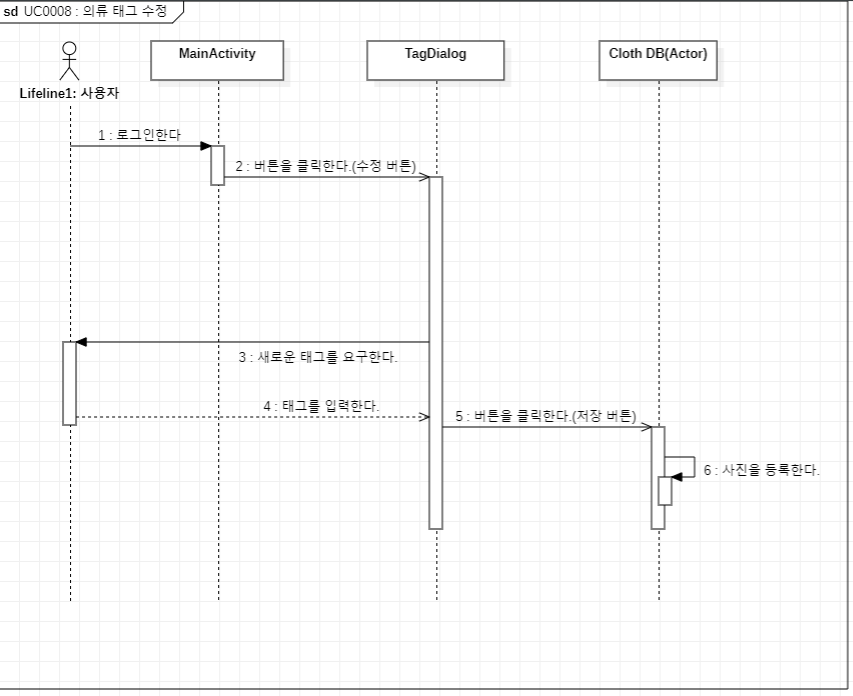 sd UC0008 : 의류 태그 수정
MainActivity
TagDialog
Cloth DB(Actor)
Lifeline1: 사용자
1 : 로그인한다
2 : 버튼을 클릭한다.(수정 버튼)
3 : 새로운 태그를 요구한다.
4 : 태그를 입력한다.
5 : 버튼을 클릭한다.(저장 버튼)
6 : 사진을 등록한다.